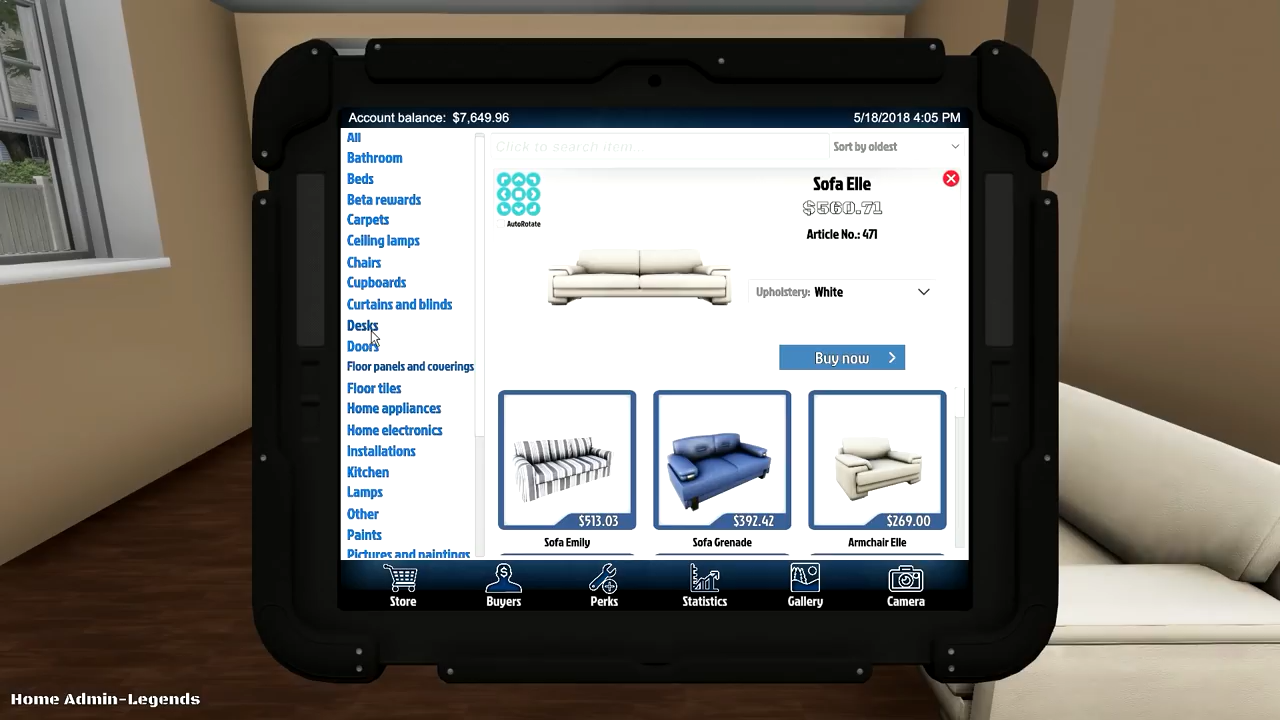 Account balance: $7,649.96
5/18/2018 4:05 PM
All
Bathroom
Beds
Beta rewards
Carpets
Ceiling lamps
Chairs
Cupboards
Curtains and blinds
Desks
Doors
Floor panels and coverings
Floor tiles
Home appliances
Home electronics
Installations
Kitchen
Lamps
Other
Paints
Pictures and paintings
Click to search item...
Sort by oldest
AutoRotate
Sofa Elle
$560.71
Article No.: 471
Upholstery: White
Buy now
$513.03
Sofa Emily
$392.42
Sofa Grenade
$269.00
Armchair Elle
Store
Buyers
Perks
Statistics
Gallery
Camera
Home Admin-Legends